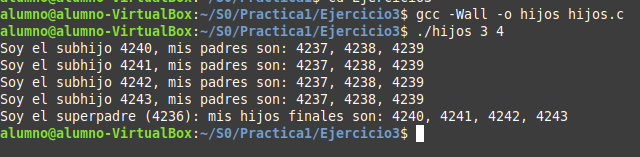 alumno@alumno-VirtualBox:~/S0/Practica1/Ejercicio3$ gcc -Wall -o hijos hijos.c
alumno@alumno-VirtualBox:~/S0/Practica1/Ejercicio3$ ./hijos 3 4
Soy el subhijo 4240, mis padres son: 4237, 4238, 4239
Soy el subhijo 4241, mis padres son: 4237, 4238, 4239
Soy el subhijo 4242, mis padres son: 4237, 4238, 4239
Soy el subhijo 4243, mis padres son: 4237, 4238, 4239
Soy el superpadre (4236): mis hijos finales son: 4240, 4241, 4242, 4243
alumno@alumno-VirtualBox:~/S0/Practica1/Ejercicio3$